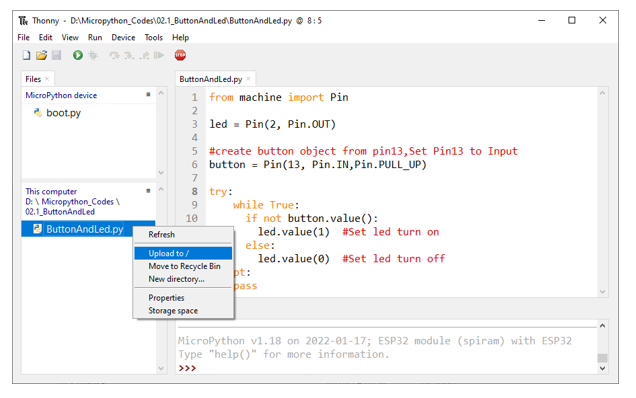 Thonny - D:\Micropython_Codes\02.1_ButtonAndLed\ButtonAndLed.py @ 8 : 5
File Edit View Run Device Tools Help
STOP
Files ×
MicroPython device
boot.py
This computer
D: \ Micropython_Codes \
02.1_ButtonAndLed
ButtonAndLed.py
Refresh
Upload to /
Move to Recycle Bin
New directory...
Properties
Storage space
ButtonAndLed.py ×
1 from machine import Pin
2
3 led = Pin(2, Pin.OUT)
4
5 #create button object from pin13,Set Pin13 to Input
6 button = Pin(13, Pin.IN,Pin.PULL_UP)
7
8 try:
9 while True:
10 if not button.value():
led.value(1) #Set led turn on
else:
led.value(0) #Set led turn off
pt:
pass
MicroPython v1.18 on 2022-01-17; ESP32 module (spiram) with ESP32
Type "help()" for more information.
>>>